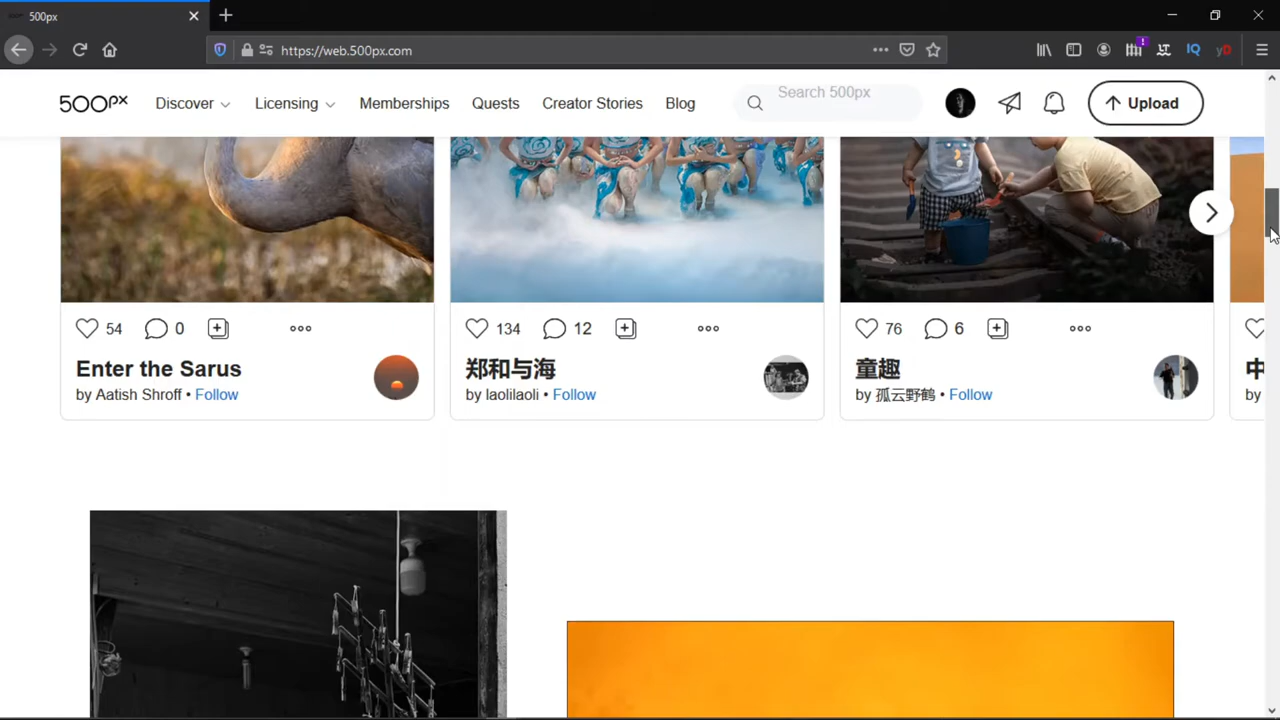 500px
https://web.500px.com
IQ
yD
500px
Discover
Licensing
Memberships
Quests
Creator Stories
Blog
Search 500px
Upload
54
0
134
12
76
6
Enter the Sarus
by Aatish Shroff • Follow
郑和与海
by laolilaoli • Follow
童趣
by 孤云野鹤 • Follow
中
by